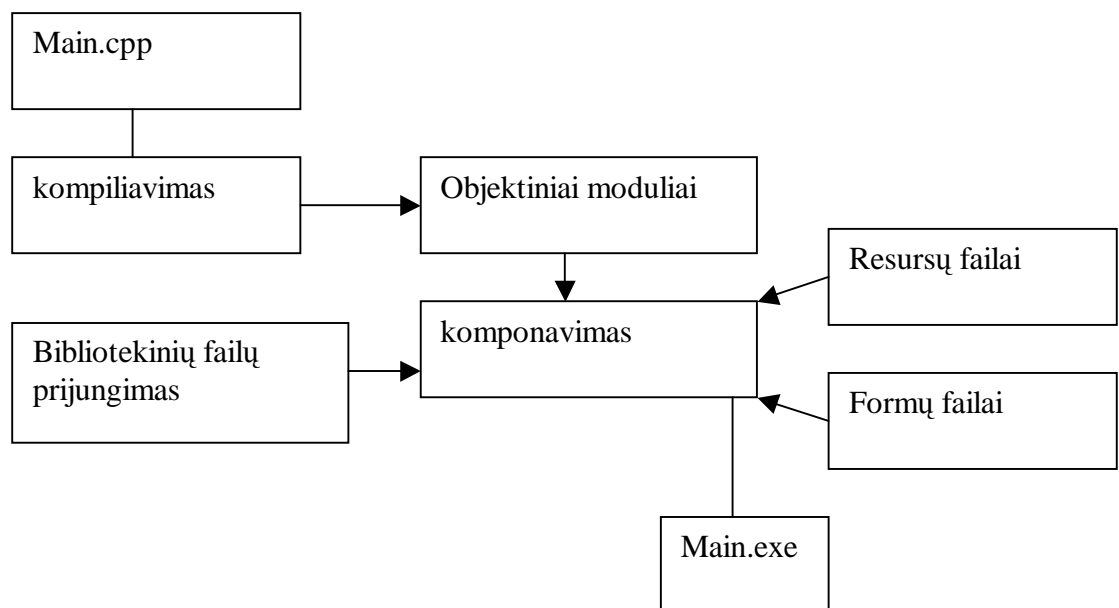 Main.cpp
kompiliavimas
Objektiniai moduliai
Resursų failai
komponavimas
Bibliotekinių failų
prijungimas
Formų failai
Main.exe